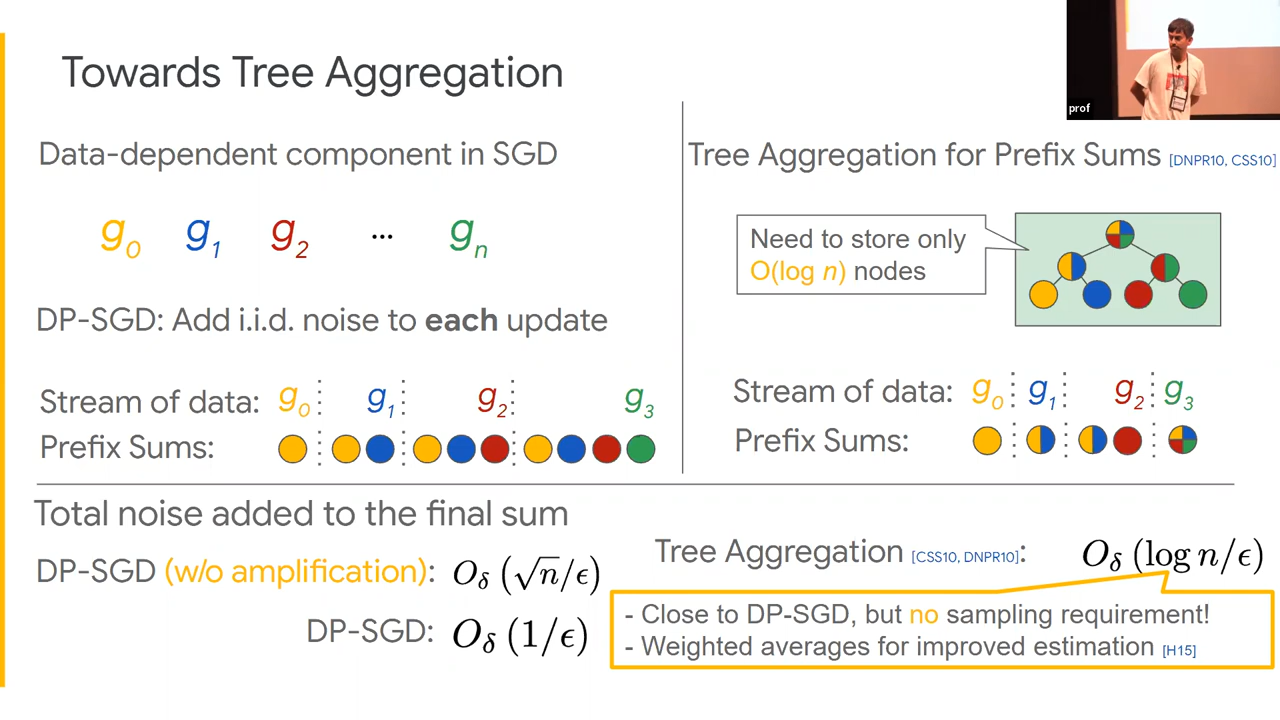 Towards Tree Aggregation
prof
Data-dependent component in SGD
g0 g1 g2 ... gn
DP-SGD: Add i.i.d. noise to each update
Stream of data: g0 g1 g2 g3
Prefix Sums:
Tree Aggregation for Prefix Sums [DNPR10, CSS10]
Need to store only
O(log n) nodes
Stream of data: g0 g1 g2 g3
Prefix Sums:
Total noise added to the final sum
DP-SGD (w/o amplification): Oδ (√n/ϵ)
DP-SGD: Oδ (1/ϵ)
Tree Aggregation [CSS10, DNPR10]: Oδ (log n/ϵ)
- Close to DP-SGD, but no sampling requirement!
- Weighted averages for improved estimation [H15]